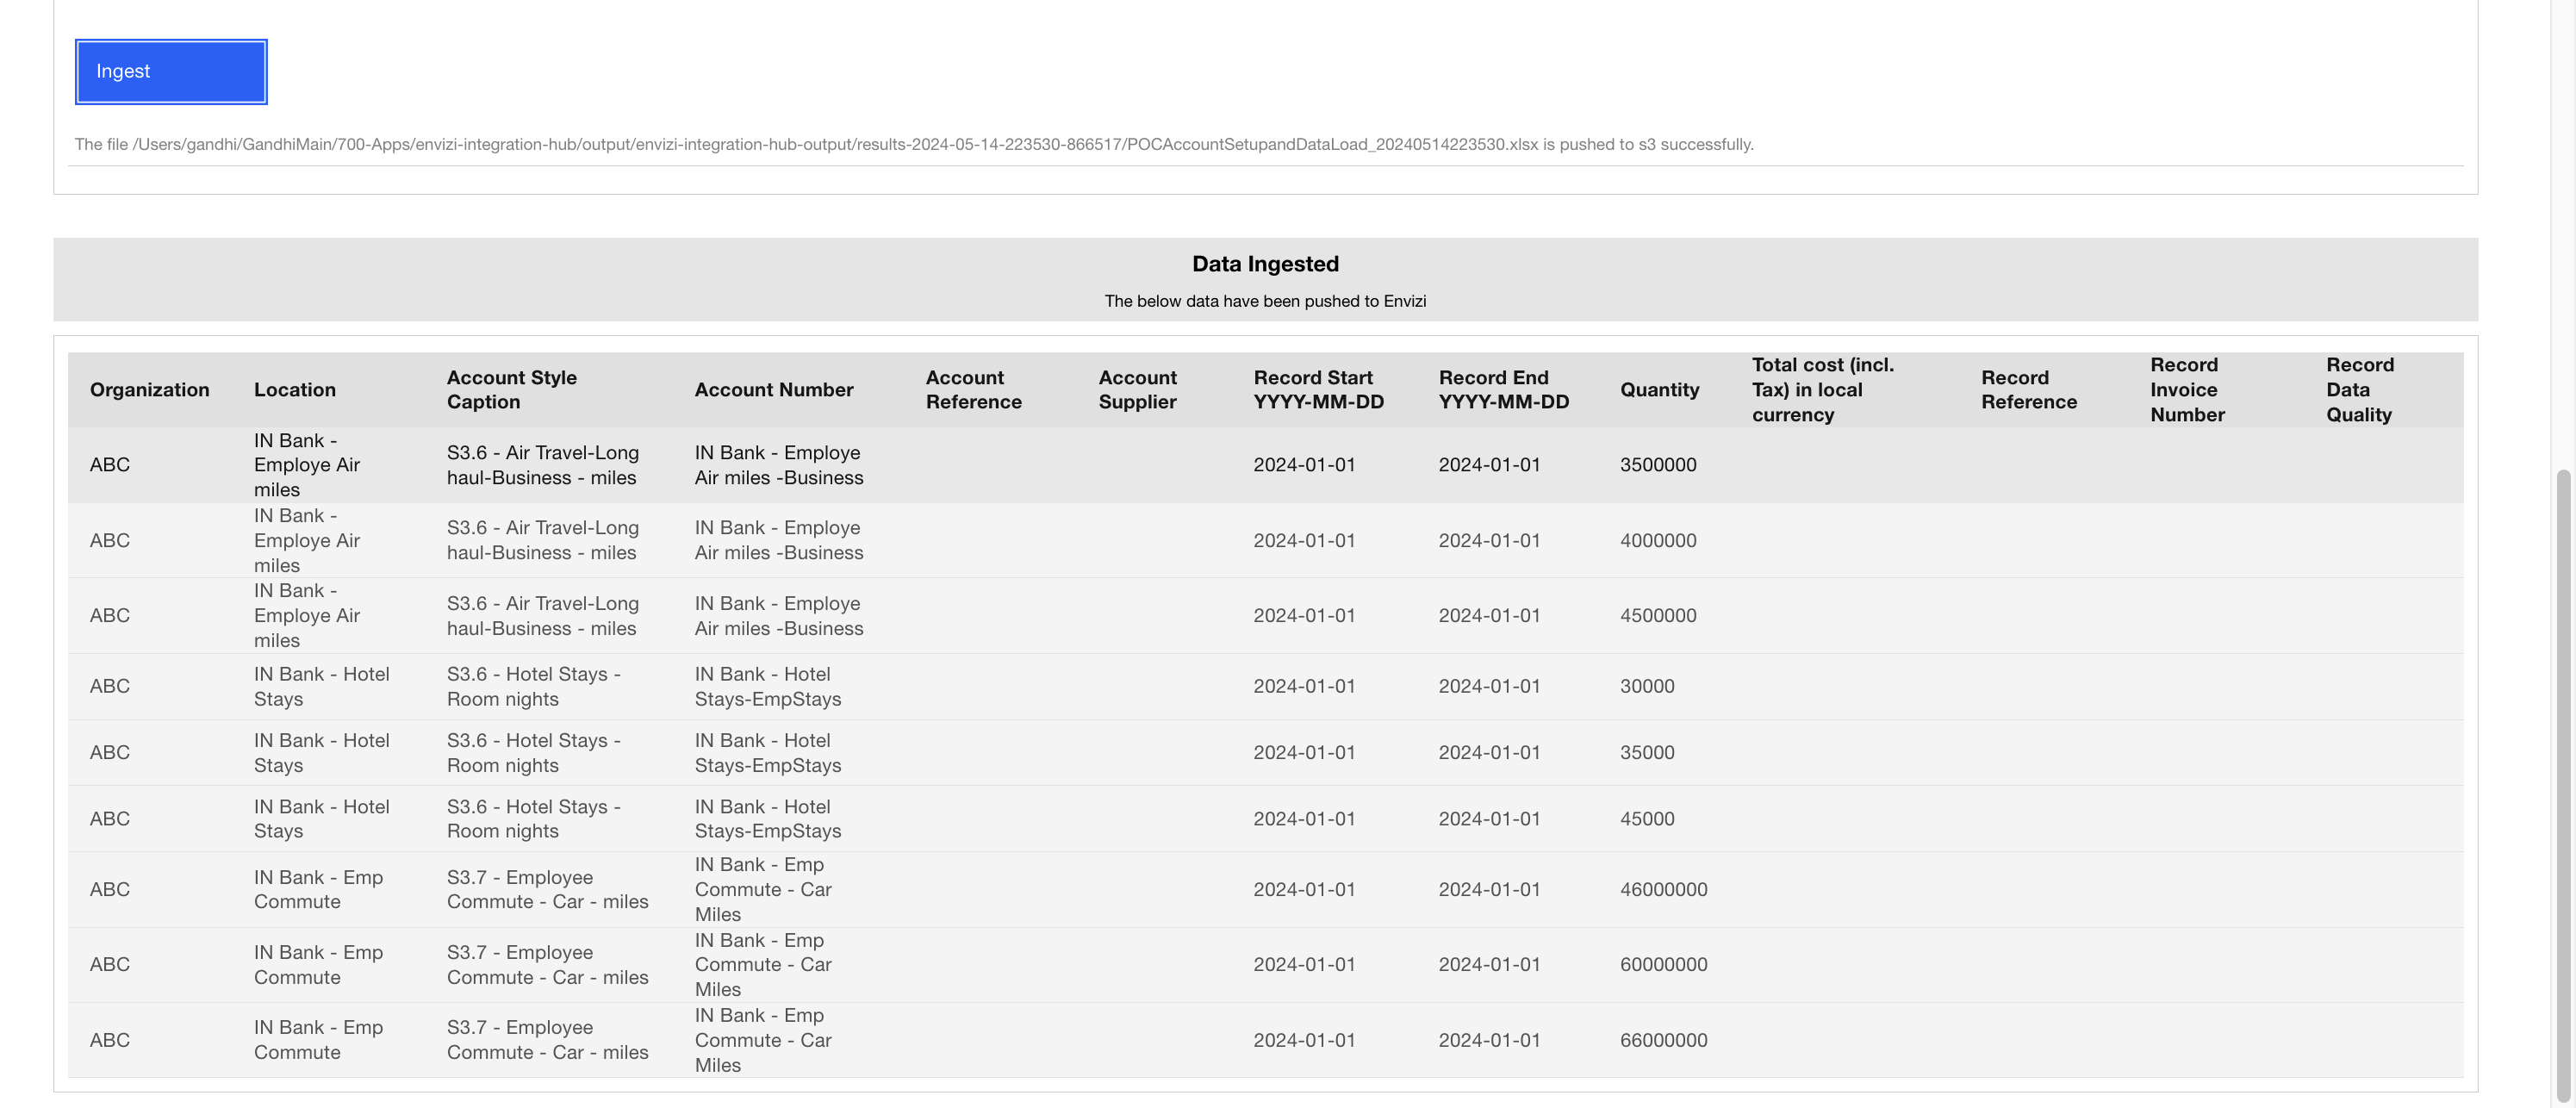 Ingest
The file /Users/gandhi/GandhiMain/700-Apps/envizi-integration-hub/output/envizi-integration-hub-output/results-2024-05-14-223530-866517/POCAccountSetupandDataLoad_20240514223530.xlsx is pushed to s3 successfully.
Data Ingested
The below data have been pushed to Envizi
Organization
Location
Account Style
Caption
Account Number
Account
Reference
Account
Supplier
Record Start
YYYY-MM-DD
Record End
YYYY-MM-DD
Quantity
Total cost (incl.
Tax) in local
currency
Record
Reference
Record
Invoice
Number
Record
Data
Quality
ABC
IN Bank -
Employe Air
miles
S3.6 - Air Travel-Long
haul-Business - miles
IN Bank - Employe
Air miles -Business
2024-01-01
2024-01-01
3500000
ABC
IN Bank -
Employe Air
miles
S3.6 - Air Travel-Long
haul-Business - miles
IN Bank - Employe
Air miles -Business
2024-01-01
2024-01-01
4000000
ABC
IN Bank -
Employe Air
miles
S3.6 - Air Travel-Long
haul-Business - miles
IN Bank - Employe
Air miles -Business
2024-01-01
2024-01-01
4500000
ABC
IN Bank - Hotel
Stays
S3.6 - Hotel Stays -
Room nights
IN Bank - Hotel
Stays-EmpStays
2024-01-01
2024-01-01
30000
ABC
IN Bank - Hotel
Stays
S3.6 - Hotel Stays -
Room nights
IN Bank - Hotel
Stays-EmpStays
2024-01-01
2024-01-01
35000
ABC
IN Bank - Hotel
Stays
S3.6 - Hotel Stays -
Room nights
IN Bank - Hotel
Stays-EmpStays
2024-01-01
2024-01-01
45000
ABC
IN Bank - Emp
Commute
S3.7 - Employee
Commute - Car - miles
IN Bank - Emp
Commute - Car
Miles
2024-01-01
2024-01-01
46000000
ABC
IN Bank - Emp
Commute
S3.7 - Employee
Commute - Car - miles
IN Bank - Emp
Commute - Car
Miles
2024-01-01
2024-01-01
60000000
ABC
IN Bank - Emp
Commute
S3.7 - Employee
Commute - Car - miles
IN Bank - Emp
Commute - Car
Miles
2024-01-01
2024-01-01
66000000